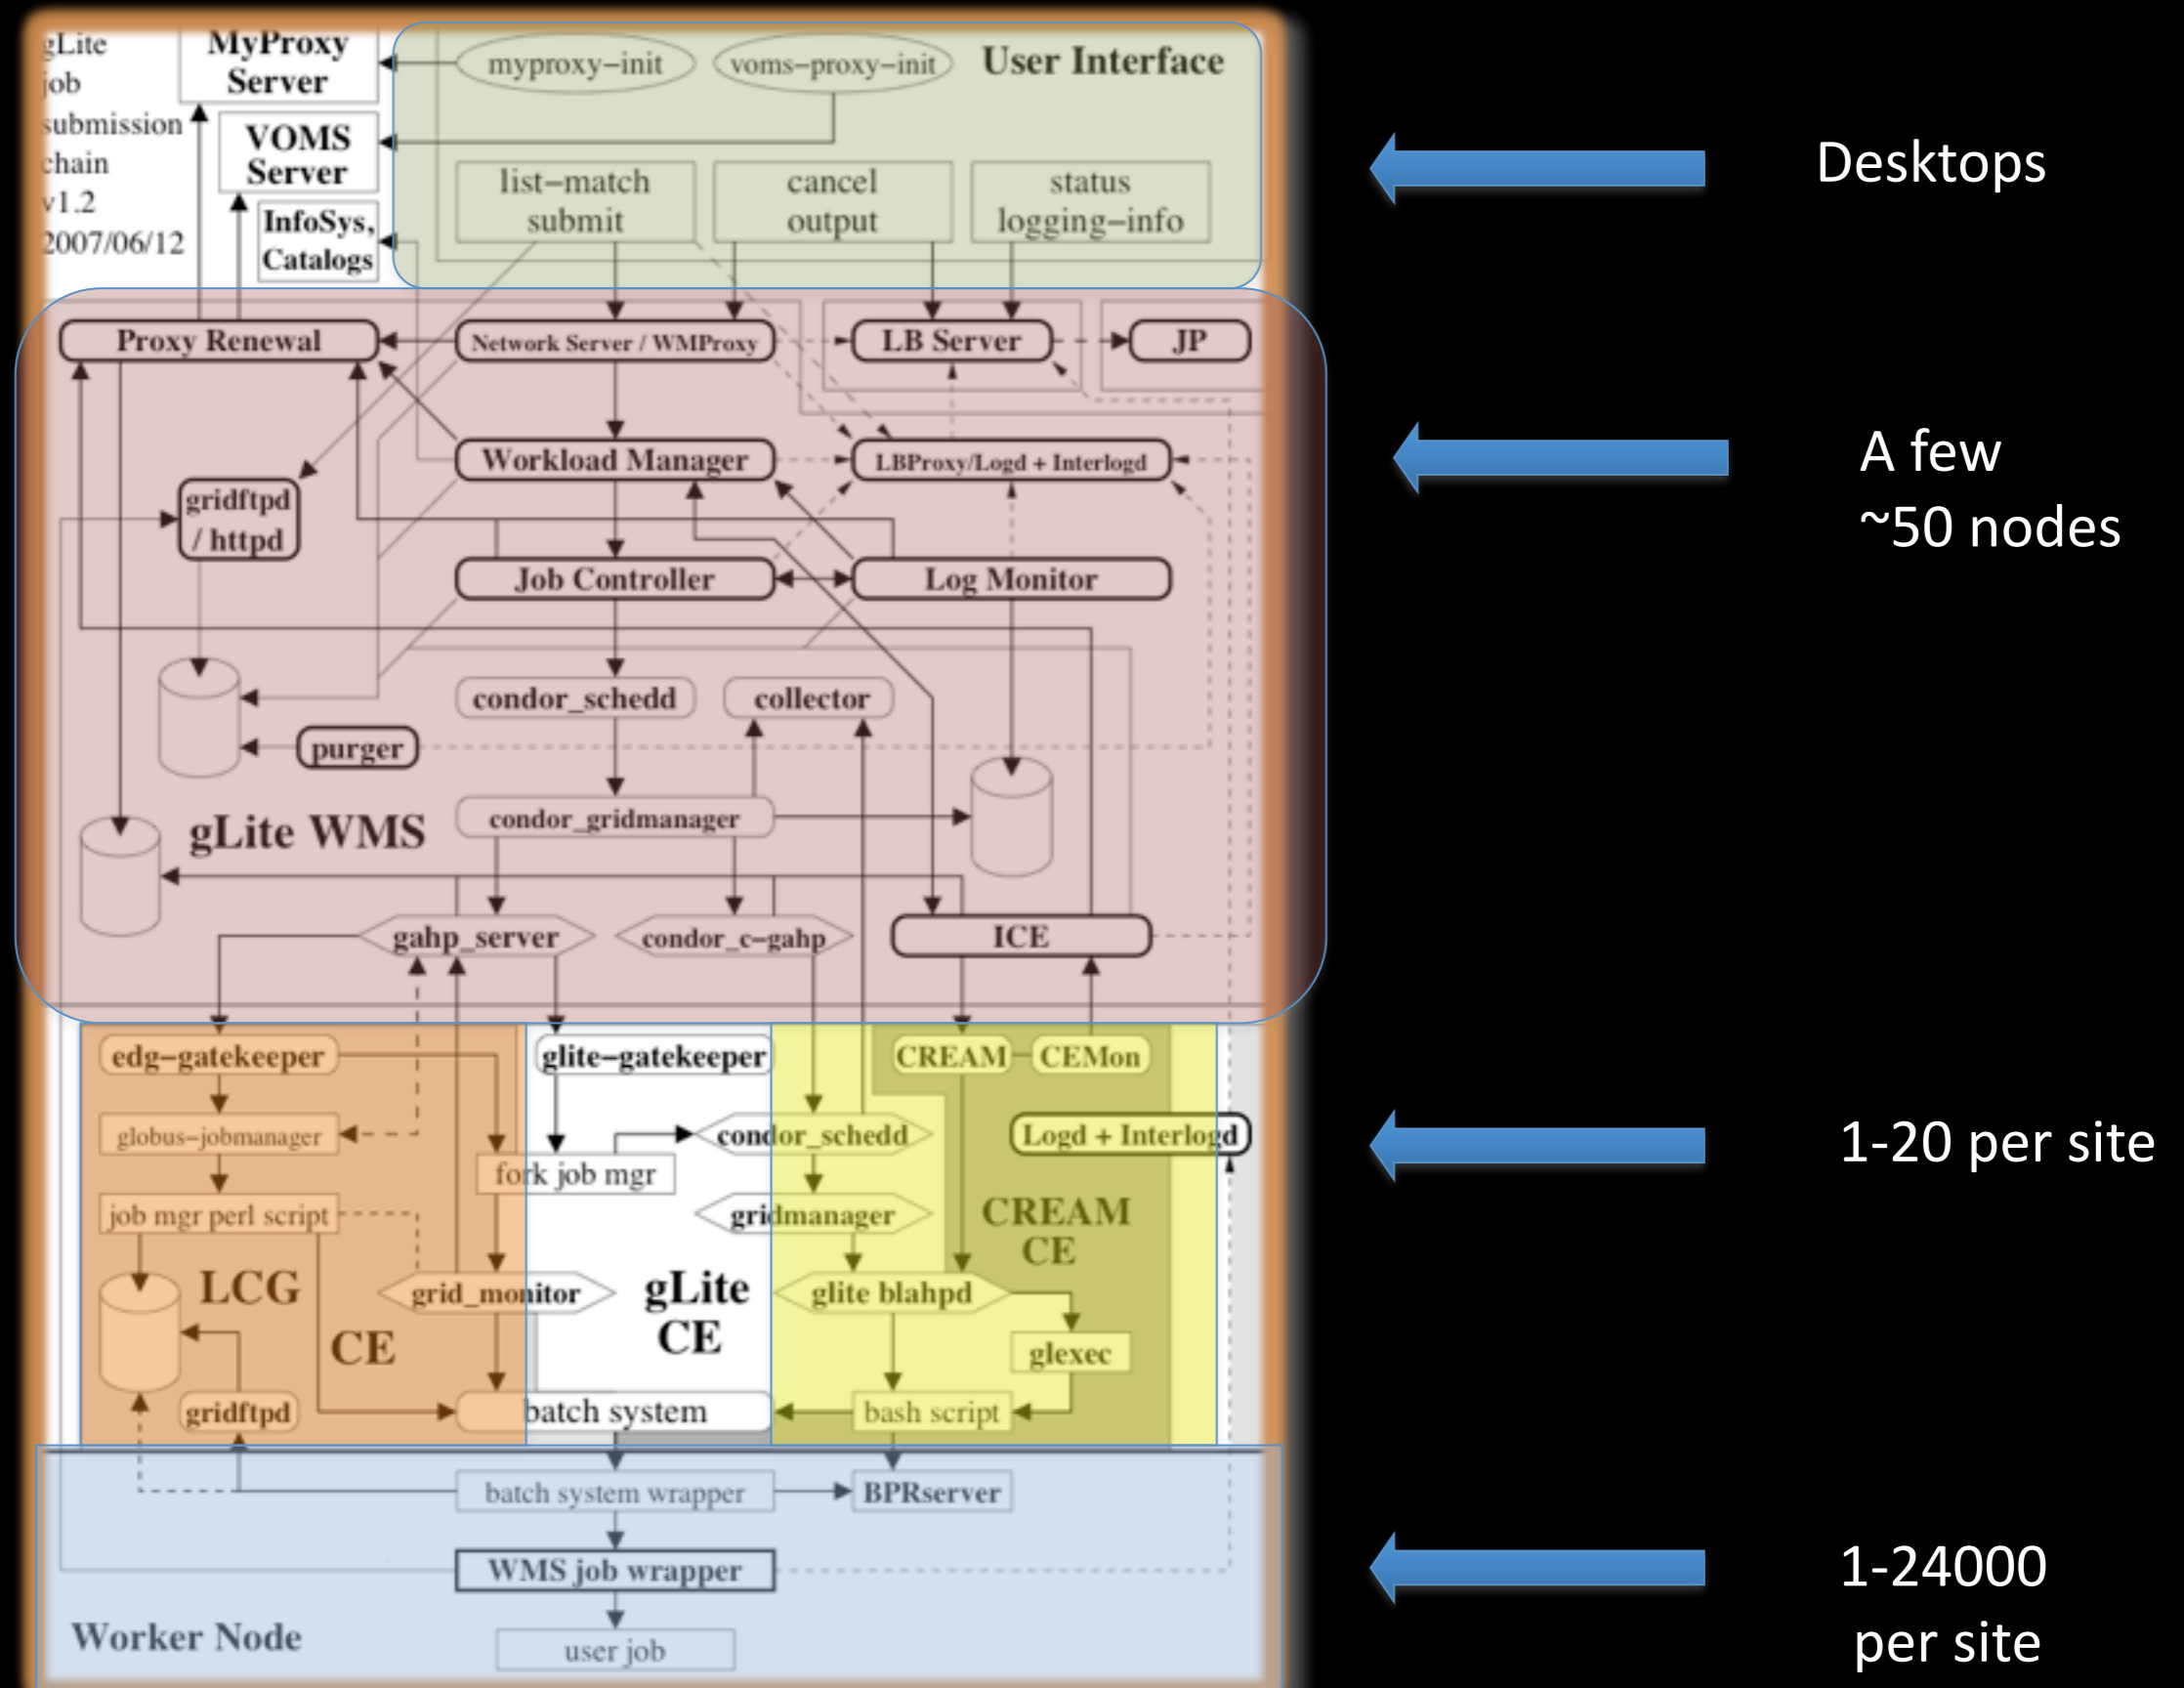 gLite
job
submission
chain
v1.2
2007/06/12
MyProxy
Server
VOMS
Server
InfoSys,
Catalogs
myproxy–init
voms–proxy–init
User Interface
list–match
submit
cancel
output
status
logging–info
Desktops
Proxy Renewal
Network Server / WMProxy
LB Server
JP
Workload Manager
LBProxy/Logd + Interlogd
gridftpd
/ httpd
Job Controller
Log Monitor
condor_schedd
collector
purger
gLite WMS
condor_gridmanager
gahp_server
condor_c–gahp
ICE
A few
~50 nodes
edg–gatekeeper
glite–gatekeeper
CREAM
CEMon
globus–jobmanager
condor_schedd
Logd + Interlogd
fork job mgr
job mgr perl script
gridmanager
CREAM
CE
LCG
CE
grid_monitor
gLite
CE
glite blahpd
glexec
gridftpd
batch system
bash script
1-20 per site
batch system wrapper
BPRserver
WMS job wrapper
Worker Node
user job
1-24000
per site